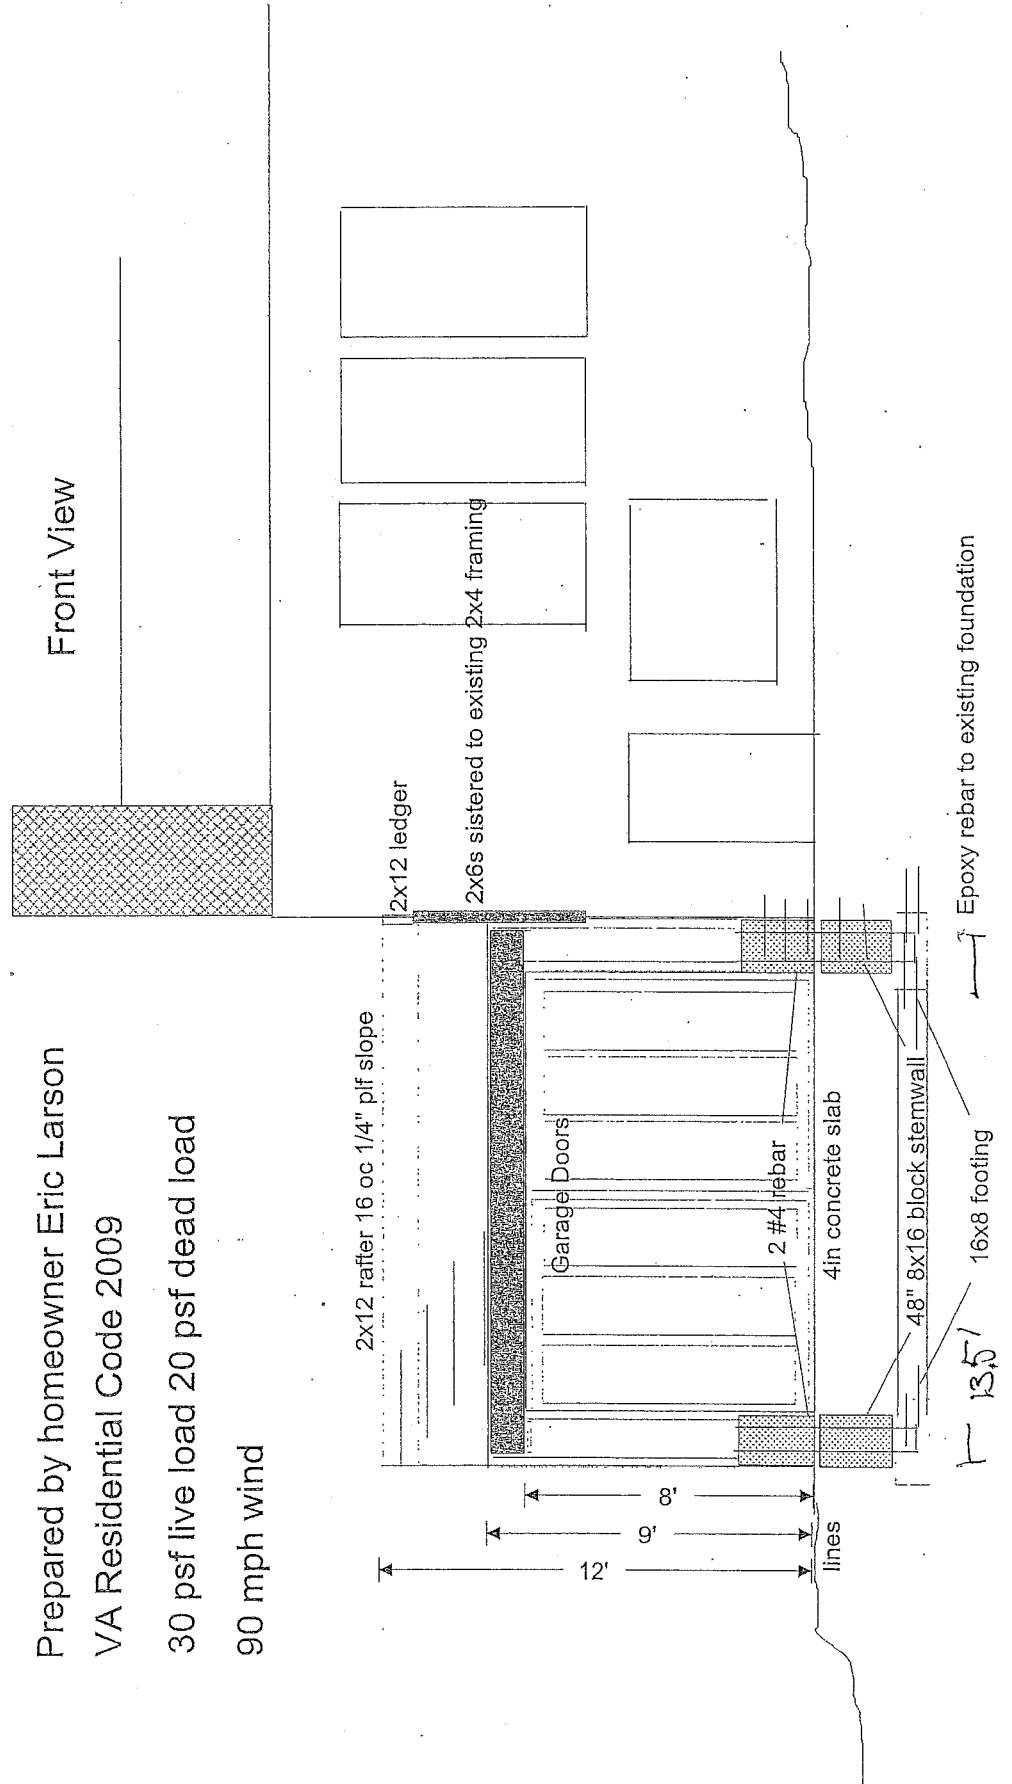 Front View
Prepared by homeowner Eric Larson
VA Residential Code 2009
30 psf live load 20 psf dead load
90 mph wind
2x12 rafter 16 oc 1/4" plf slope
2x12 ledger
2x6s sistered to existing 2x4 framing
Garage Doors
2 #4 rebar
4in concrete slab
8'
9'
12'
lines
48" 8x16 block stemwall
16x8 footing
13.5'
Epoxy rebar to existing foundation